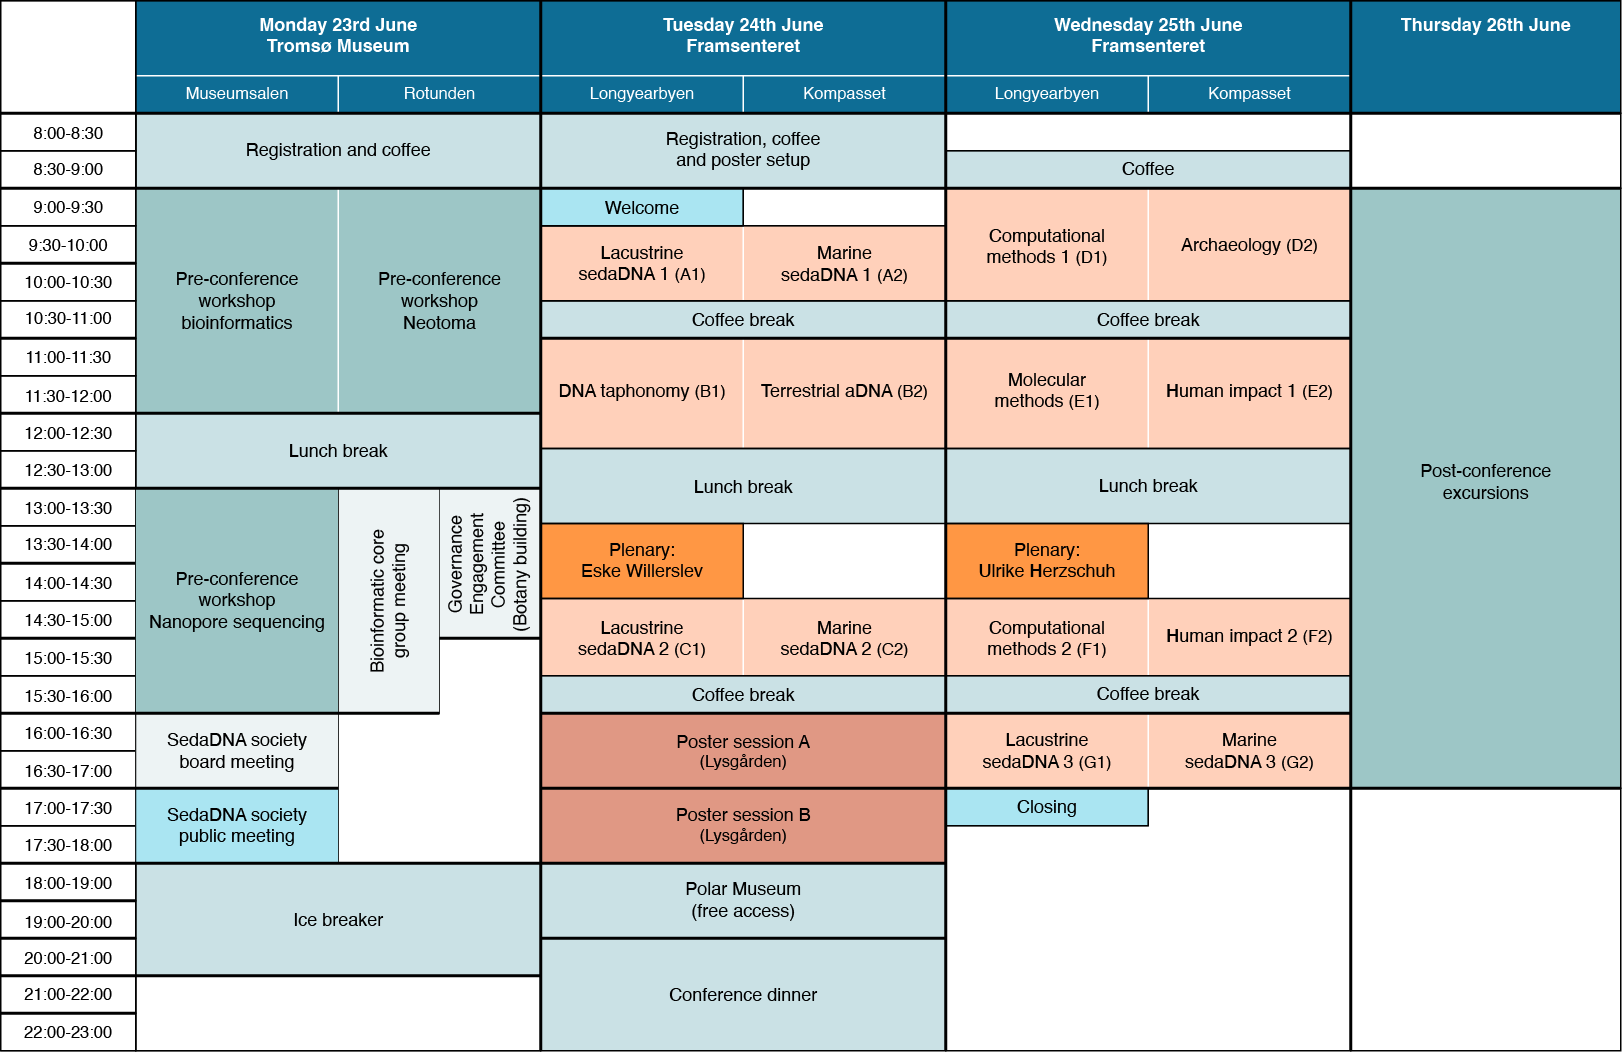 Monday 23rd June
Tromsø Museum
Tuesday 24th June
Framsenteret
Wednesday 25th June
Framsenteret
Thursday 26th June
Museumsalen
Rotunden
Longyearbyen
Kompasset
Longyearbyen
Kompasset
8:00-8:30
8:30-9:00
9:00-9:30
9:30-10:00
10:00-10:30
10:30-11:00
11:00-11:30
11:30-12:00
12:00-12:30
12:30-13:00
13:00-13:30
13:30-14:00
14:00-14:30
14:30-15:00
15:00-15:30
15:30-16:00
16:00-16:30
16:30-17:00
17:00-17:30
17:30-18:00
18:00-19:00
19:00-20:00
20:00-21:00
21:00-22:00
22:00-23:00
Registration and coffee
Pre-conference
workshop
bioinformatics
Pre-conference
workshop
Neotoma
Lunch break
Pre-conference
workshop
Nanopore sequencing
Bioinformatic core
group meeting
Governance
Engagement
Committee
(Botany building)
SedaDNA society
board meeting
SedaDNA society
public meeting
Ice breaker
Registration, coffee
and poster setup
Welcome
Lacustrine
sedaDNA 1 (A1)
Marine
sedaDNA 1 (A2)
Coffee break
DNA taphonomy (B1)
Terrestrial aDNA (B2)
Lunch break
Plenary:
Eske Willerslev
Lacustrine
sedaDNA 2 (C1)
Marine
sedaDNA 2 (C2)
Coffee break
Poster session A
(Lysgården)
Poster session B
(Lysgården)
Polar Museum
(free access)
Conference dinner
Coffee
Computational
methods 1 (D1)
Archaeology (D2)
Coffee break
Molecular
methods (E1)
Human impact 1 (E2)
Lunch break
Plenary:
Ulrike Herzschuh
Computational
methods 2 (F1)
Human impact 2 (F2)
Coffee break
Lacustrine
sedaDNA 3 (G1)
Marine
sedaDNA 3 (G2)
Closing
Post-conference
excursions